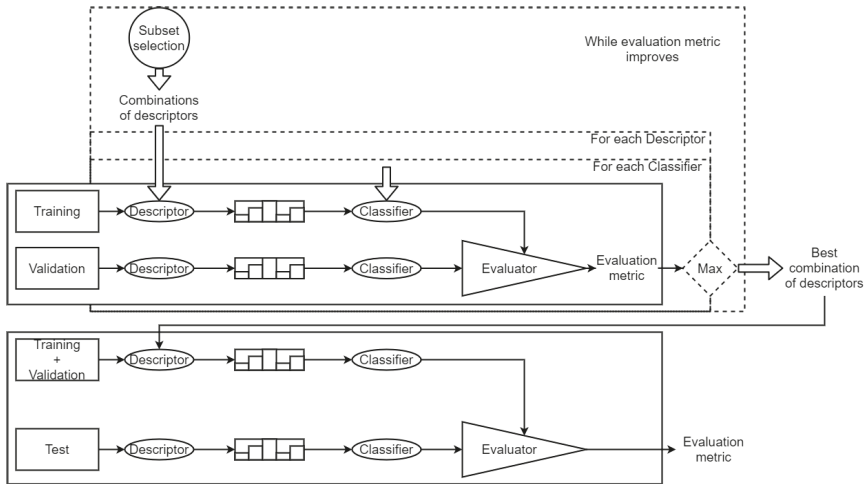 Subset
selection
While evaluation metric
improves
Combinations
of descriptors
For each Descriptor
For each Classifier
Training
Descriptor
Classifier
Validation
Descriptor
Classifier
Evaluator
Evaluation
metric
Max
Best
combination
of descriptors
Training
+
Validation
Descriptor
Classifier
Test
Descriptor
Classifier
Evaluator
Evaluation
metric